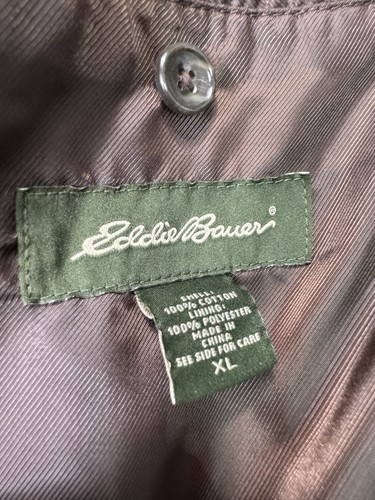 Eddie Bauer®
SHELL:
100% COTTON
LINING:
100% POLYESTER
MADE IN
CHINA
SEE SIDE FOR CARE
XL